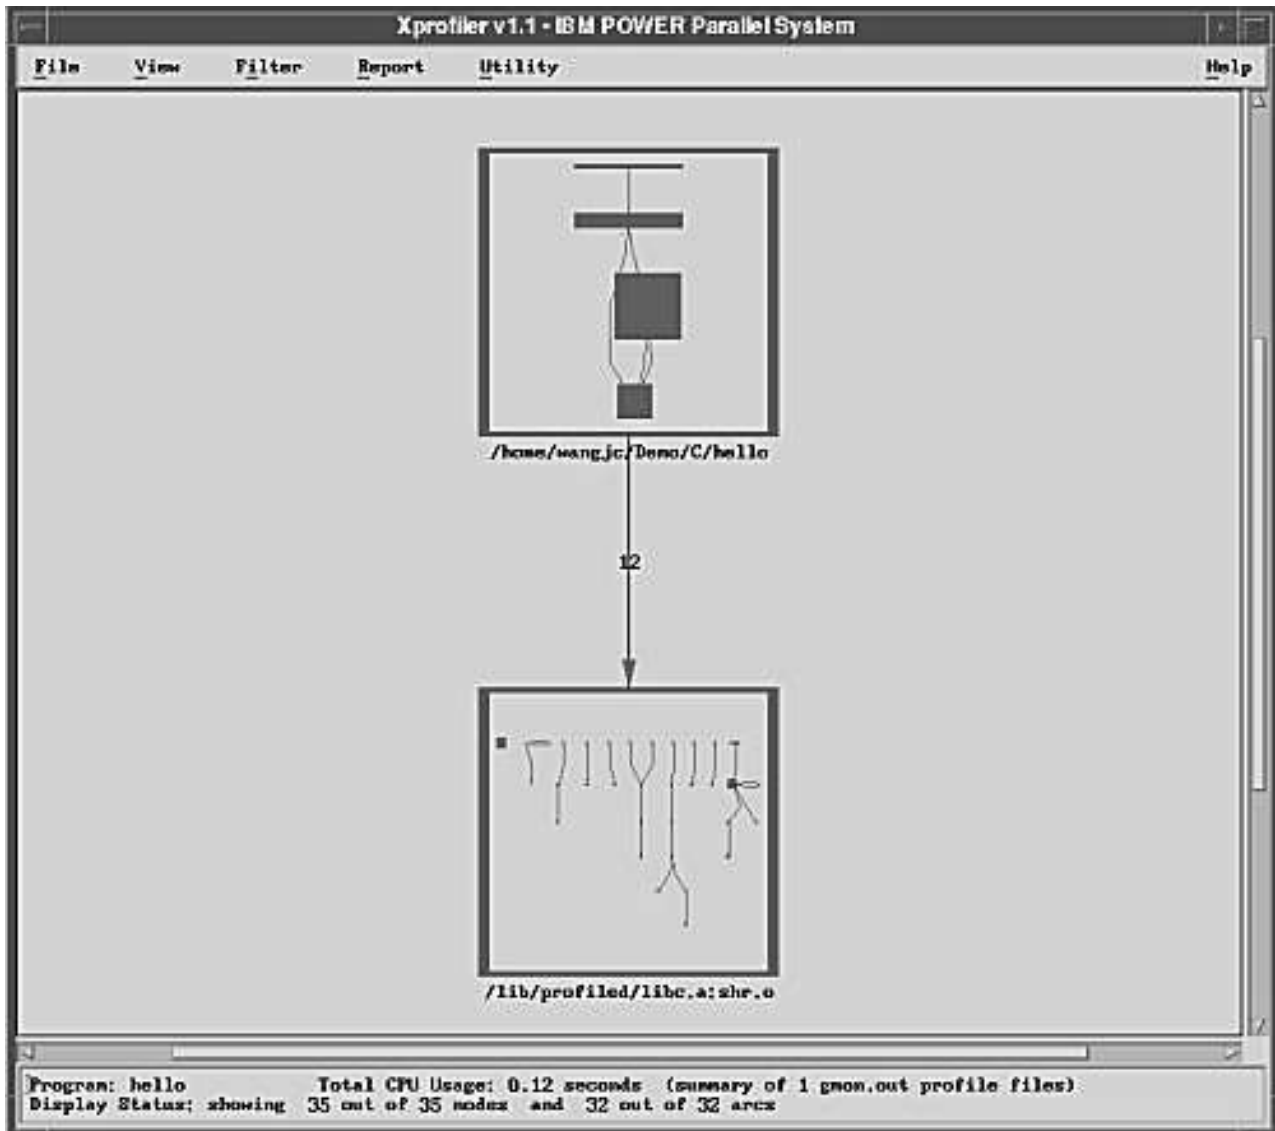 Xprofiler v1.1 - IBM POWER Parallel System
File View Filter Report Utility Help
/home/wangjc/Demo/C/hello
12
/lib/profiled/libc.a:shr.o
Program: hello Total CPU Usage: 0.12 seconds (summary of 1 gmon.out profile files)
Display Status: showing 35 out of 35 nodes and 32 out of 32 arcs